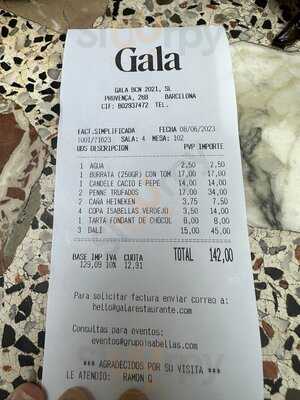 Gala
GALA BCN 2021, SL
PROVENÇA, 288 BARCELONA
CIF: B02937472 TEL.
FACT.SIMPLIFICADA FECHA 08/06/2023
1001/71023 SALA: 4 MESA: 102
UDS DESCRIPCION PVP IMPORTE
1 AGUA 2,50 2,50
1 BURRATA (250GR) CON TOM 17,00 17,00
1 CANDELE CACIO E PEPE 14,00 14,00
2 PENNE TRUFADOS 17,00 34,00
2 CAÑA HEINEKEN 3,75 7,50
4 COPA ISABELLAS VERDEJO 3,50 14,00
1 TARTA FONDANT DE CHOCOL 8,00 8,00
3 BALI 15,00 45,00
BASE IMP IVA CUOTA TOTAL 142,00
129,09 10% 12,91
Para solicitar factura enviar correo a:
hello@galarestaurante.com
Consultas para eventos:
eventos@grupoisabellas.com
*** AGRADECIDOS POR SU VISITA ***
LE ATENDIO: RAMON G